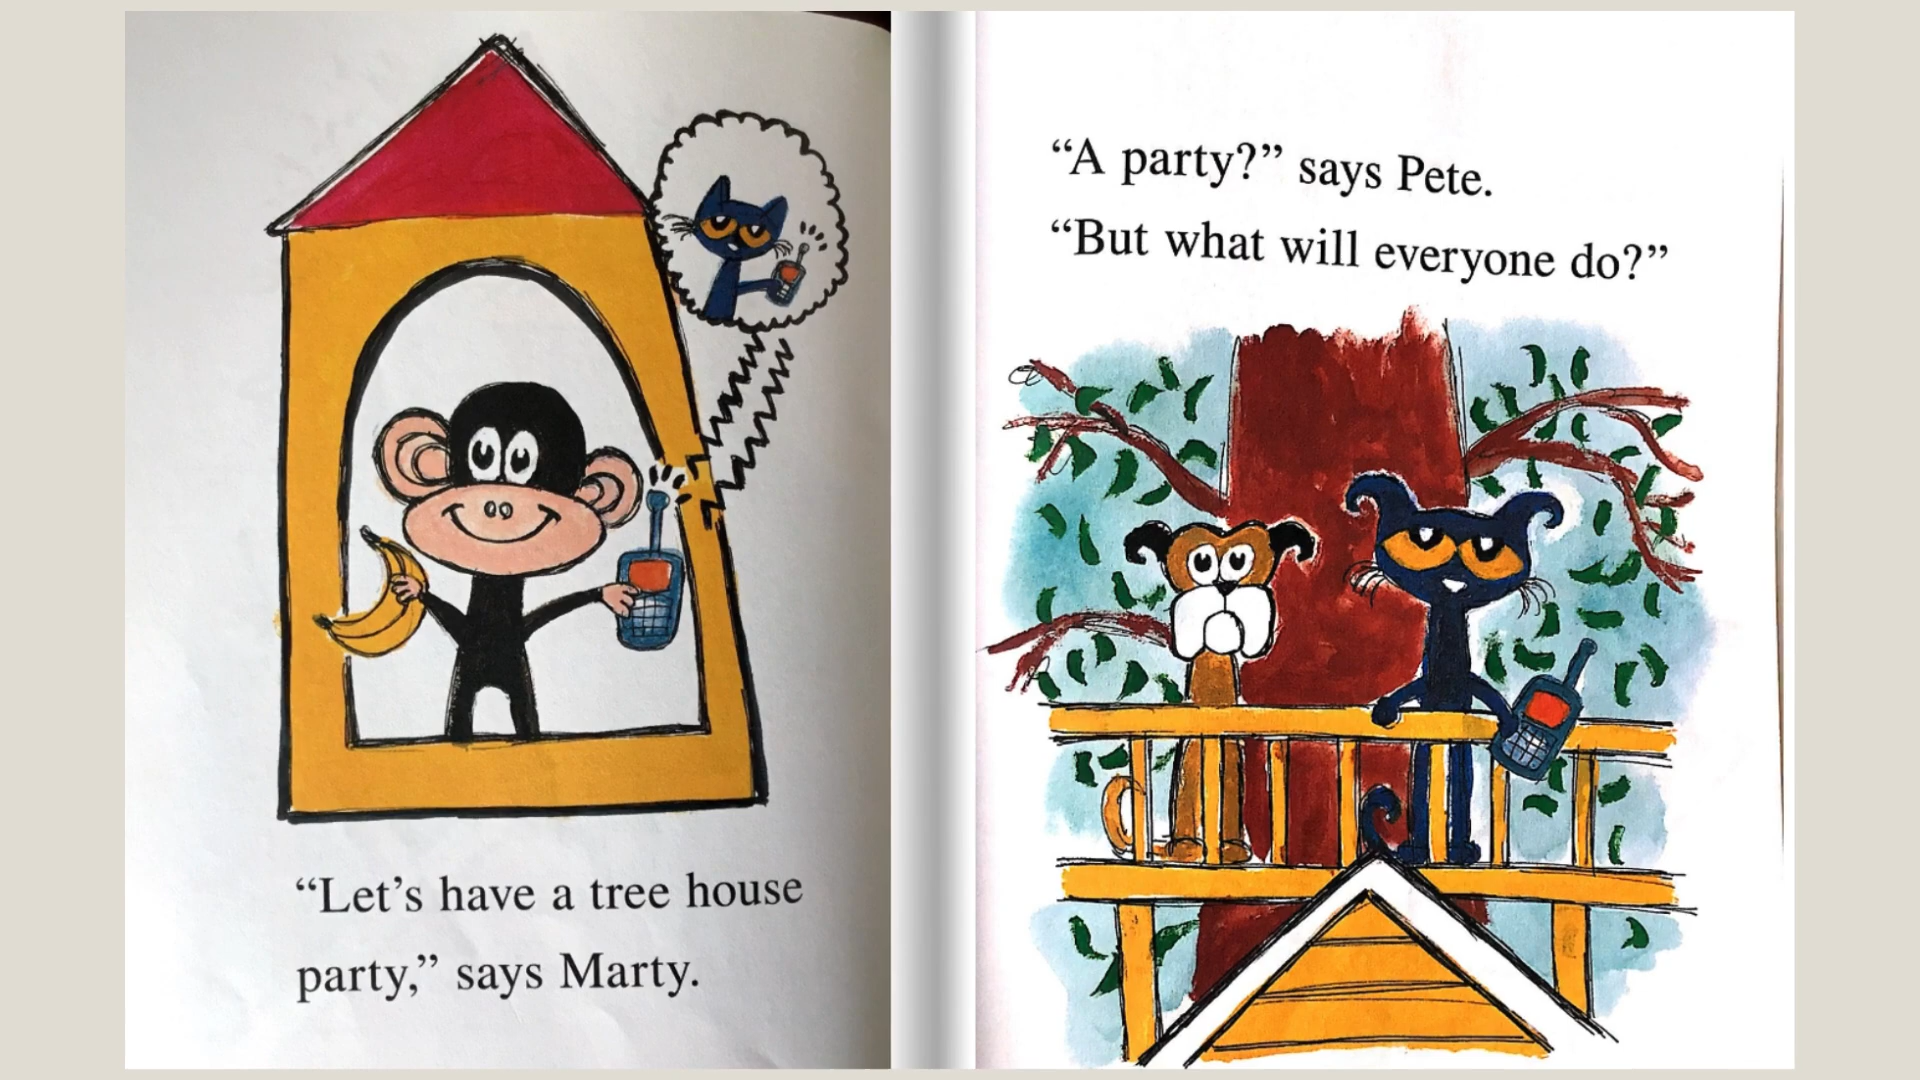 “Let’s have a tree house
party,” says Marty.
“A party?” says Pete.
“But what will everyone do?”